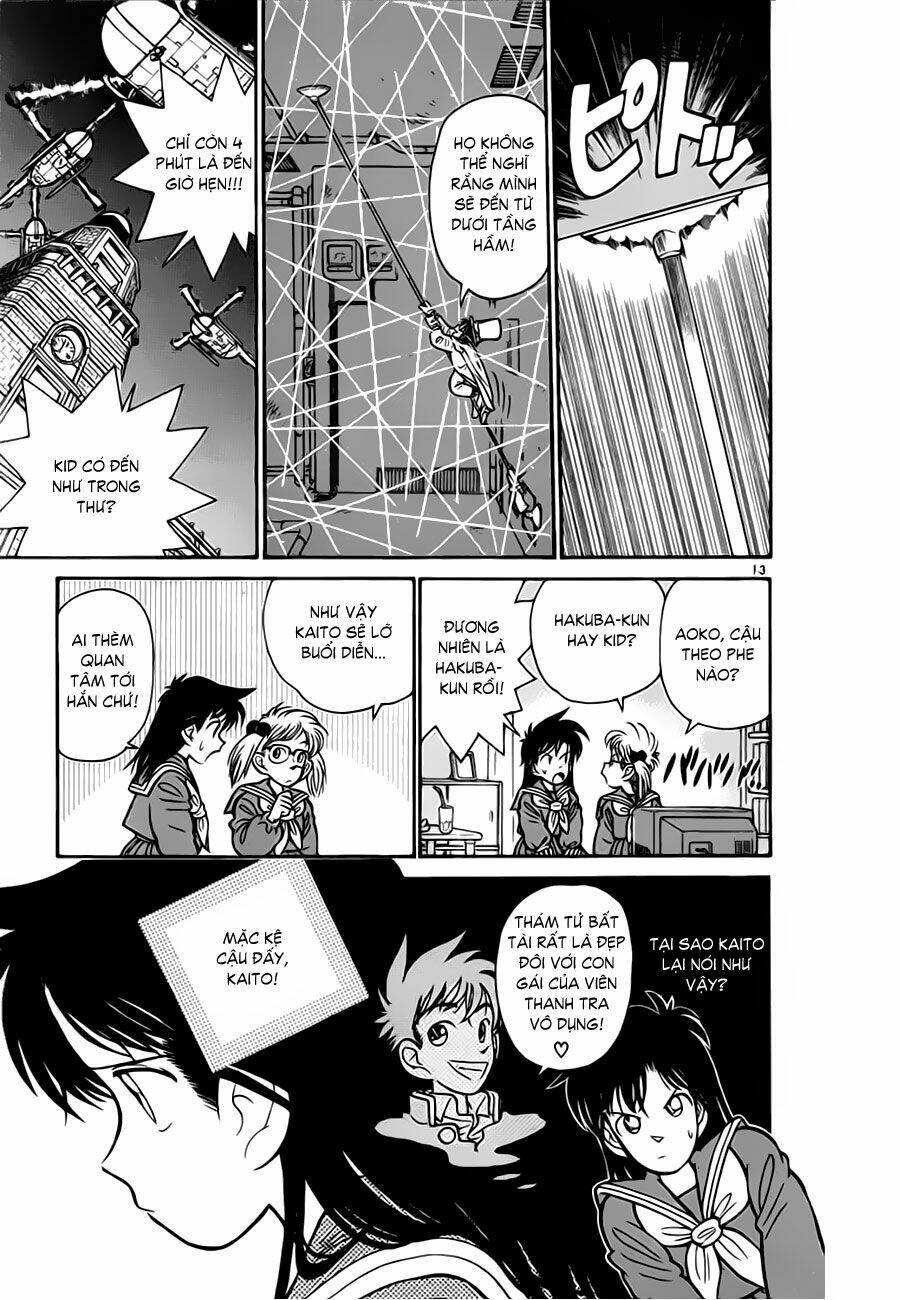 ピトッ
HỌ KHÔNG
THỂ NGHĨ
RẰNG MÌNH
SẼ ĐẾN TỪ
DƯỚI TẦNG
HẦM!
CHỈ CÒN 4
PHÚT LÀ ĐẾN
GIỜ HẸN!!!
KID CÓ ĐẾN
NHƯ TRONG
THƯ?
13
AOKO, CẬU
THEO PHE
NÀO?
HAKUBA-KUN
HAY KID?
ĐƯƠNG
NHIÊN LÀ
HAKUBA-
KUN RỒI!
NHƯ VẬY
KAITO SẼ LỠ
BUỔI DIỄN...
AI THÈM
QUAN
TÂM TỚI
HẮN CHỨ!
TẠI SAO KAITO
LẠI NÓI NHƯ
VẬY?
THÁM TỬ BẤT
TÀI RẤT LÀ ĐẸP
ĐÔI VỚI CON
GÁI CỦA VIÊN
THANH TRA
VÔ DỤNG!
♡
MẶC KỆ
CẬU ĐẤY,
KAITO!